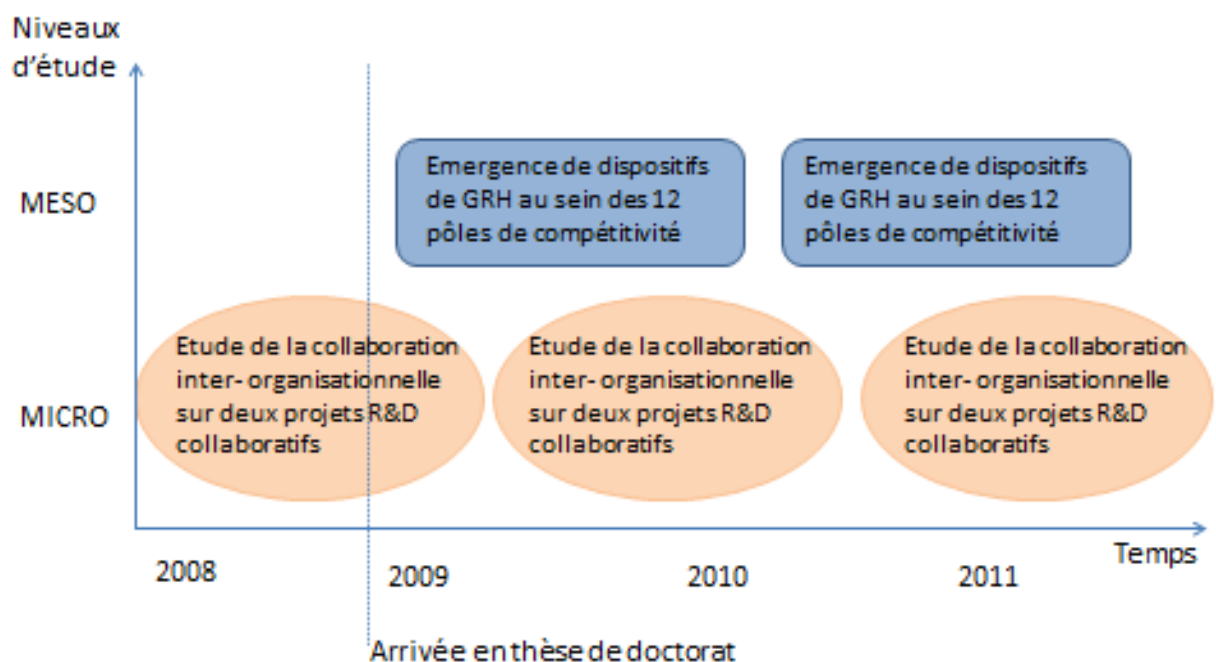 Niveaux
d'étude
MESO
Emergence de dispositifs
de GRH au sein des 12
pôles de compétitivité
Emergence de dispositifs
de GRH au sein des 12
pôles de compétitivité
MICRO
Etude de la collaboration
inter- organisationnelle
sur deux projets R&D
collaboratifs
Etude de la collaboration
inter- organisationnelle
sur deux projets R&D
collaboratifs
Etude de la collaboration
inter- organisationnelle
sur deux projets R&D
collaboratifs
Temps
2008
2009
2010
2011
Arrivée en thèse de doctorat